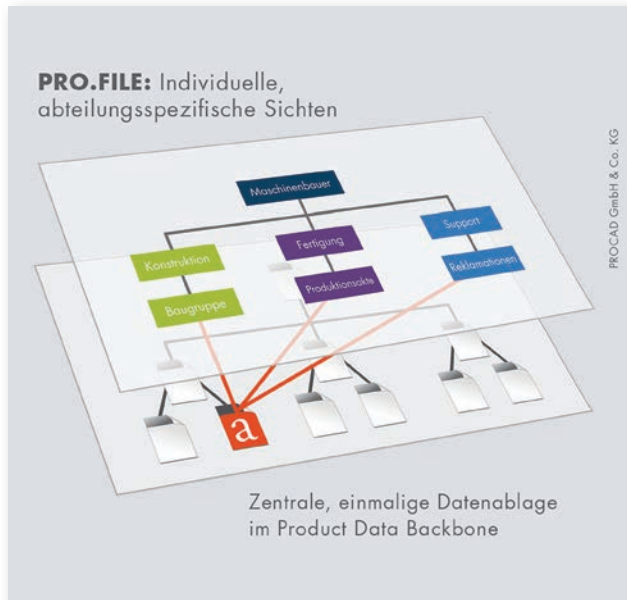 PRO.FILE: Individuelle,
abteilungsspezifische Sichten
PROCAD GmbH & Co. KG
Maschinenbauer
Support
Fertigung
Konstruktion
Reklamationen
Produktionsakte
Baugruppe
a
Zentrale, einmalige Datenablage
im Product Data Backbone